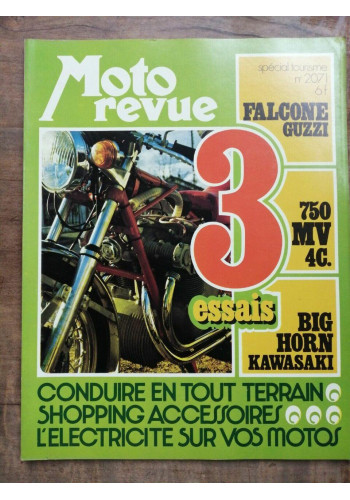 Moto
revue
spécial tourisme
n° 2071
6f
FALCONE
GUZZI
3
essais
750
MV
4C.
BIG
HORN
KAWASAKI
CONDUIRE EN TOUT TERRAIN
SHOPPING ACCESSOIRES
L'ELECTRICITE SUR VOS MOTOS